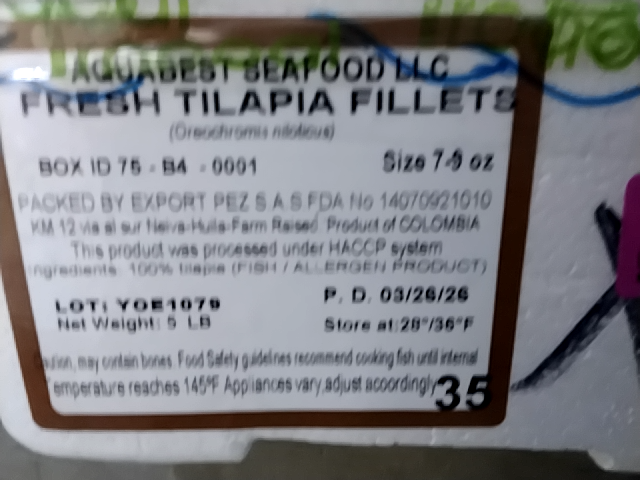 AQUABEST SEAFOOD LLC
FRESH TILAPIA FILLETS
(Oreochromis niloticus)
BOX ID 75 - B4 - 0001 Size 7-9 oz
PACKED BY EXPORT PEZ S.A.S.FDA No 14070921010
KM 12 via al sur Neiva-Huila-Farm Raised. Product of COLOMBIA
This product was processed under HACCP system
Ingredients: 100% tilapia (FISH / ALLERGEN PRODUCT)
LOT: YOE1079 P. D. 03/26/26
Net Weight: 5 LB Store at:28°/36°F
Caution, may contain bones. Food Safety guidelines recommend cooking fish until internal
Temperature reaches 145°F Appliances vary,adjust acoordingly 35